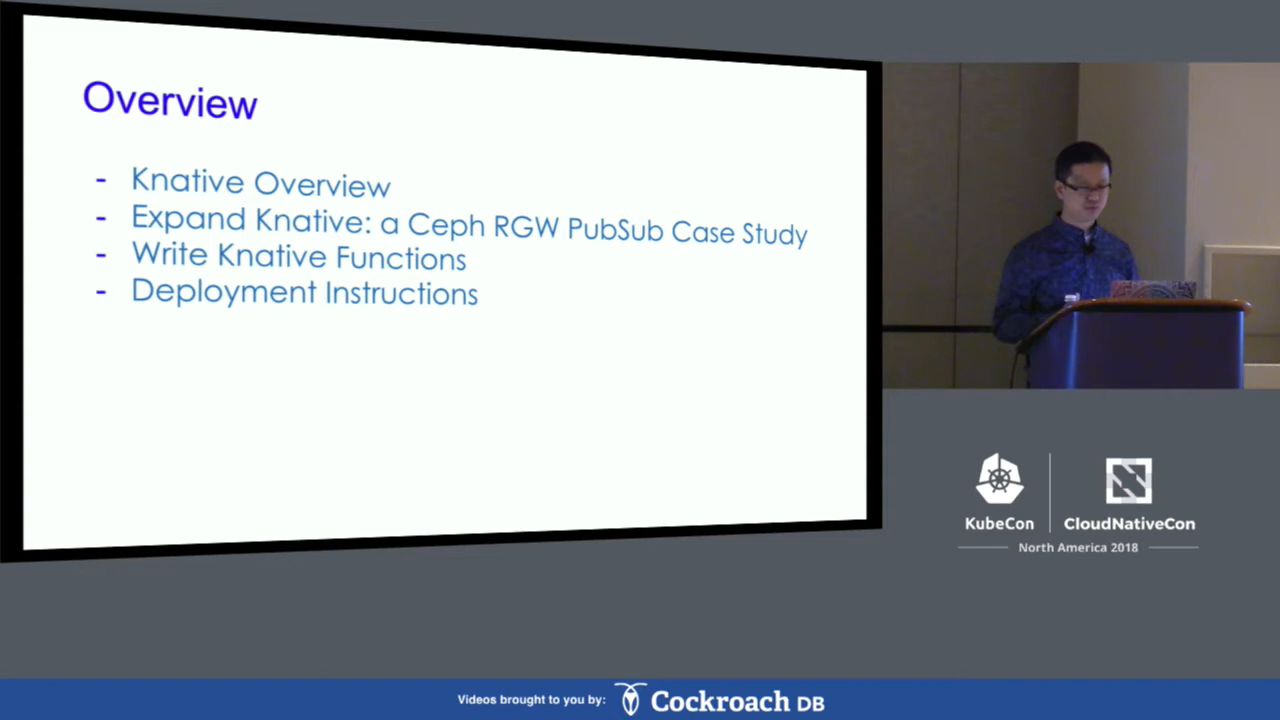 Overview
- Knative Overview
- Expand Knative: a Ceph RGW PubSub Case Study
- Write Knative Functions
- Deployment Instructions
KubeCon
CloudNativeCon
North America 2018
Videos brought to you by:
Cockroach DB